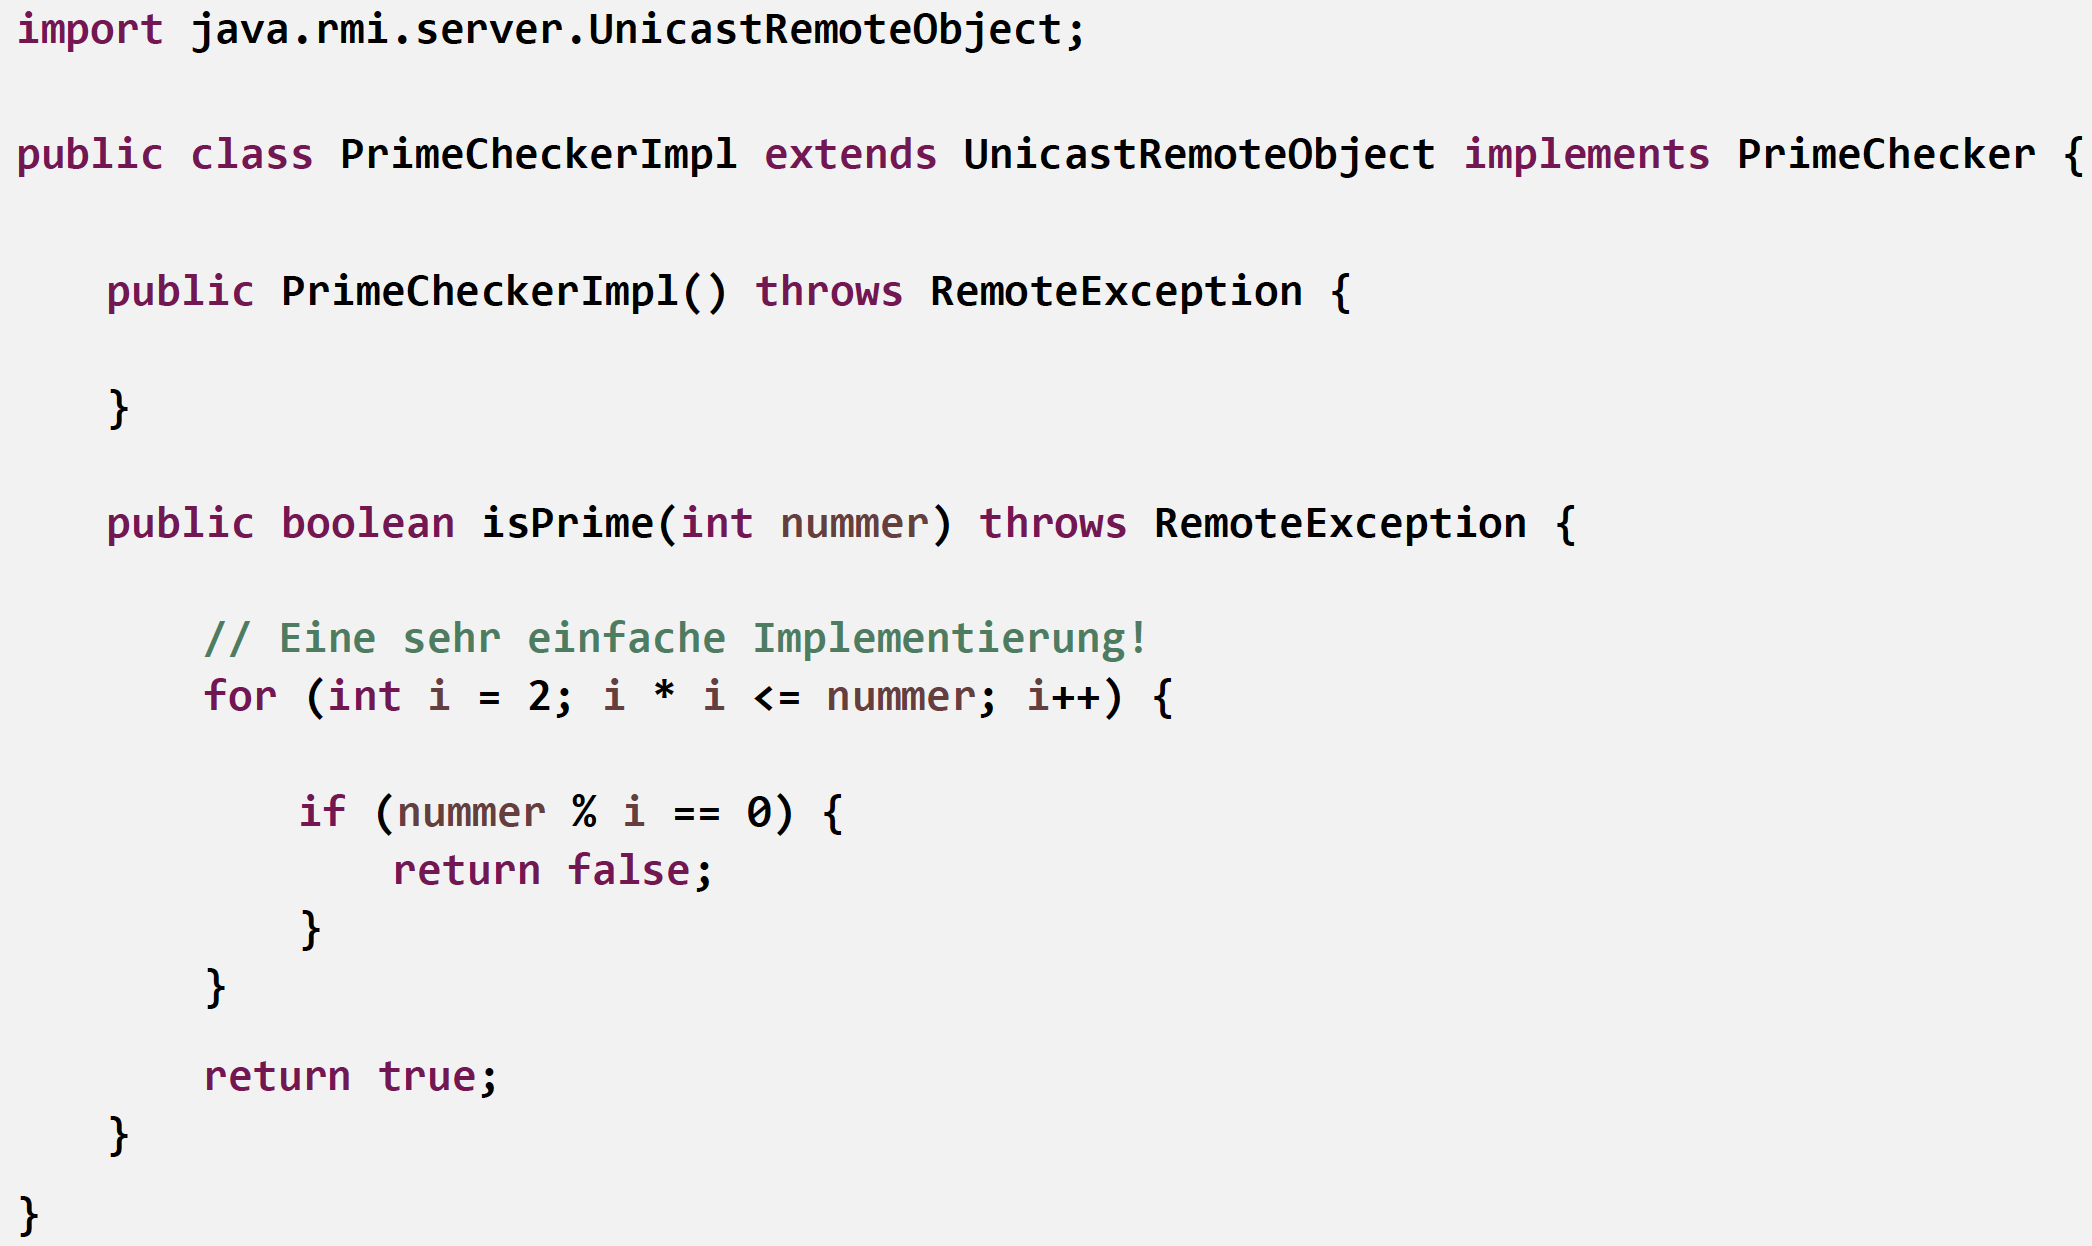 import java.rmi.server.UnicastRemoteObject;
public class PrimeCheckerImpl extends UnicastRemoteObject implements PrimeChecker {
public PrimeCheckerImpl() throws RemoteException {
}
public boolean isPrime(int nummer) throws RemoteException {
// Eine sehr einfache Implementierung!
for (int i = 2; i * i <= nummer; i++) {
if (nummer % i == 0) {
return false;
}
}
return true;
}
}